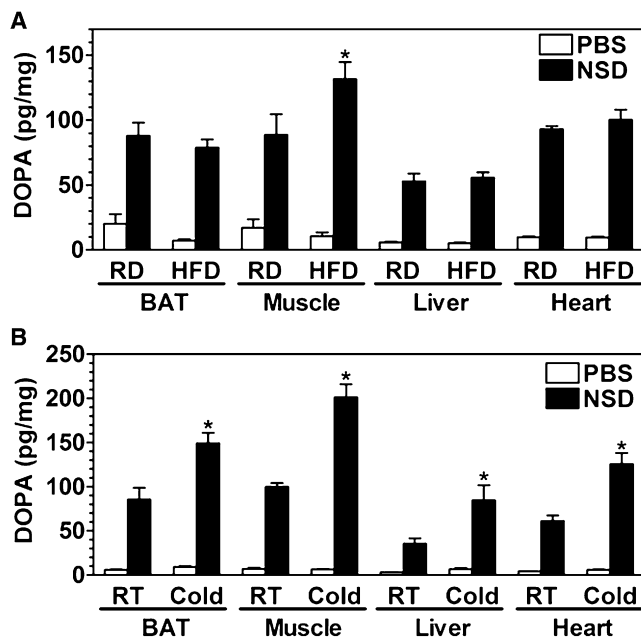 A
PBS
NSD
DOPA (pg/mg)
150
100
50
0
*
RD HFD RD HFD RD HFD RD HFD
BAT Muscle Liver Heart
B
PBS
NSD
DOPA (pg/mg)
250
200
150
100
50
0
* * * *
RT Cold RT Cold RT Cold RT Cold
BAT Muscle Liver Heart